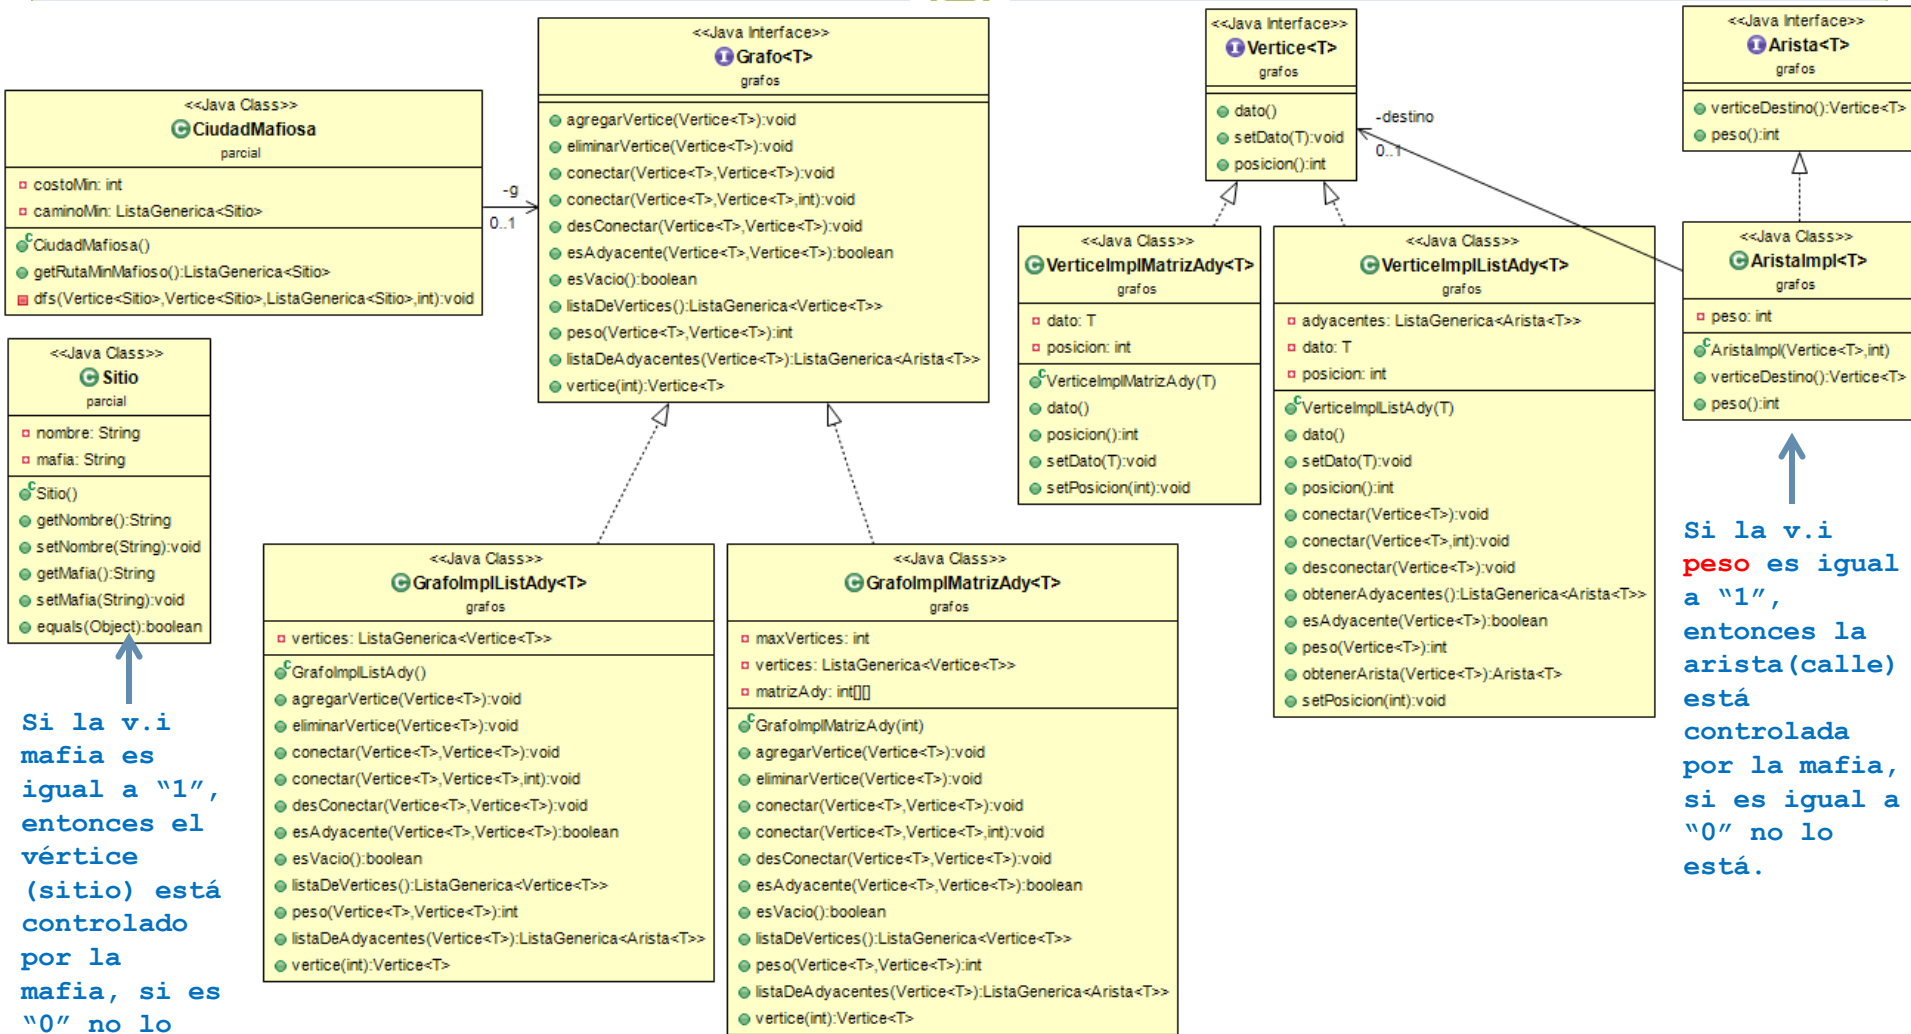 <<Java Class>>
CiudadMafiosa
parcial
costoMin: int
caminoMin: ListaGenerica<Sitio>
CiudadMafiosa()
getRutaMinMafioso():ListaGenerica<Sitio>
dfs(Vertice<Sitio>,Vertice<Sitio>,ListaGenerica<Sitio>,int):void
-g
0..1
<<Java Interface>>
Grafo<T>
grafos
agregarVertice(Vertice<T>):void
eliminarVertice(Vertice<T>):void
conectar(Vertice<T>,Vertice<T>):void
conectar(Vertice<T>,Vertice<T>,int):void
desConectar(Vertice<T>,Vertice<T>):void
esAdyacente(Vertice<T>,Vertice<T>):boolean
esVacio():boolean
listaDeVertices():ListaGenerica<Vertice<T>>
peso(Vertice<T>,Vertice<T>):int
listaDeAdyacentes(Vertice<T>):ListaGenerica<Arista<T>>
vertice(int):Vertice<T>
<<Java Interface>>
Vertice<T>
grafos
dato()
setDato(T):void
posicion():int
-destino
0..1
<<Java Interface>>
Arista<T>
grafos
verticeDestino():Vertice<T>
peso():int
<<Java Class>>
VerticeImplMatrizAdy<T>
grafos
dato: T
posicion: int
VerticeImplMatrizAdy(T)
dato()
posicion():int
setDato(T):void
setPosicion(int):void
<<Java Class>>
VerticeImplListAdy<T>
grafos
adyacentes: ListaGenerica<Arista<T>>
dato: T
posicion: int
VerticeImplListAdy(T)
dato()
setDato(T):void
posicion():int
conectar(Vertice<T>):void
conectar(Vertice<T>,int):void
desconectar(Vertice<T>):void
obtenerAdyacentes():ListaGenerica<Arista<T>>
esAdyacente(Vertice<T>):boolean
peso(Vertice<T>):int
obtenerArista(Vertice<T>):Arista<T>
setPosicion(int):void
<<Java Class>>
AristaImpl<T>
grafos
peso: int
AristaImpl(Vertice<T>,int)
verticeDestino():Vertice<T>
peso():int
<<Java Class>>
Sitio
parcial
nombre: String
mafia: String
Sitio()
getNombre():String
setNombre(String):void
getMafia():String
setMafia(String):void
equals(Object):boolean
<<Java Class>>
GrafoImplListAdy<T>
grafos
vertices: ListaGenerica<Vertice<T>>
GrafoImplListAdy()
agregarVertice(Vertice<T>):void
eliminarVertice(Vertice<T>):void
conectar(Vertice<T>,Vertice<T>):void
conectar(Vertice<T>,Vertice<T>,int):void
desConectar(Vertice<T>,Vertice<T>):void
esAdyacente(Vertice<T>,Vertice<T>):boolean
esVacio():boolean
listaDeVertices():ListaGenerica<Vertice<T>>
peso(Vertice<T>,Vertice<T>):int
listaDeAdyacentes(Vertice<T>):ListaGenerica<Arista<T>>
vertice(int):Vertice<T>
<<Java Class>>
GrafoImplMatrizAdy<T>
grafos
maxVertices: int
vertices: ListaGenerica<Vertice<T>>
matrizAdy: int[][]
GrafoImplMatrizAdy(int)
agregarVertice(Vertice<T>):void
eliminarVertice(Vertice<T>):void
conectar(Vertice<T>,Vertice<T>):void
conectar(Vertice<T>,Vertice<T>,int):void
desConectar(Vertice<T>,Vertice<T>):void
esAdyacente(Vertice<T>,Vertice<T>):boolean
esVacio():boolean
listaDeVertices():ListaGenerica<Vertice<T>>
peso(Vertice<T>,Vertice<T>):int
listaDeAdyacentes(Vertice<T>):ListaGenerica<Arista<T>>
vertice(int):Vertice<T>
Si la v.i
mafia es
igual a “1”,
entonces el
vértice
(sitio) está
controlado
por la
mafia, si es
“0” no lo
Si la v.i
peso es igual
a “1”,
entonces la
arista(calle)
está
controlada
por la mafia,
si es igual a
“0” no lo
está.